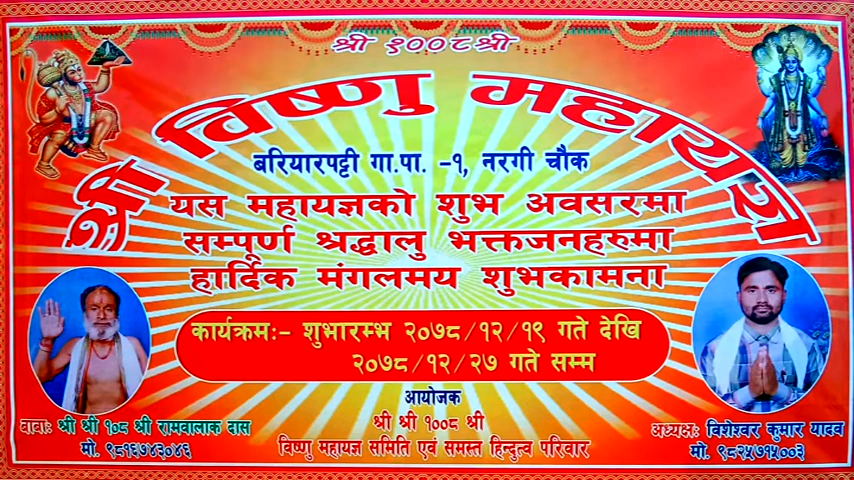 श्री १००८ श्री
श्री विष्णु महायज्ञ
बरियारपट्टी गा.पा. -१, नरगी चौक
यस महायज्ञको शुभ अवसरमा
सम्पूर्ण श्रद्धालु भक्तजनहरुमा
हार्दिक मंगलमय शुभकामना
कार्यक्रमः- शुभारम्भ २०७८/१२/१९ गते देखि
२०७८/१२/२७ गते सम्म
आयोजक
श्री श्री १००८ श्री
विष्णु महायज्ञ समिति एवं समस्त हिन्दुत्व परिवार
बाबाः श्री श्री १०८ श्री रामबालाक दास
मो. ९८१६७४३०४६
अध्यक्षः विशेश्वर कुमार यादव
मो. ९८२५७१५००३